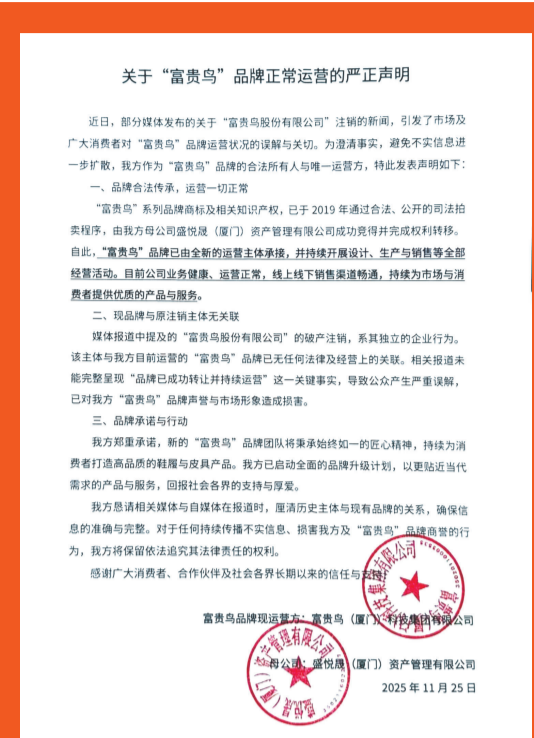 关于“富贵鸟”品牌正常运营的严正声明
近日，部分媒体发布的关于“富贵鸟股份有限公司”注销的新闻，引发了市场及
广大消费者对“富贵鸟”品牌运营状况的误解与关切。为澄清事实，避免不实信息进
一步扩散，我方作为“富贵鸟”品牌的合法所有人与唯一运营方，特此发表声明如下：
一、品牌合法传承，运营一切正常
“富贵鸟”系列品牌商标及相关知识产权，已于 2019 年通过合法、公开的司法拍
卖程序，由我方母公司盛悦晟（厦门）资产管理有限公司成功竞得并完成权利转移。
自此，“富贵鸟”品牌已由全新的运营主体承接，并持续开展设计、生产与销售等全部
经营活动。目前公司业务健康、运营正常，线上线下销售渠道畅通，持续为市场与消
费者提供优质的产品与服务。
二、现品牌与原注销主体无关联
媒体报道中提及的“富贵鸟股份有限公司”的破产注销，系其独立的企业行为。
该主体与我方目前运营的“富贵鸟”品牌已无任何法律及经营上的关联。相关报道未
能完整呈现“品牌已成功转让并持续运营”这一关键事实，导致公众产生严重误解，
已对我方“富贵鸟”品牌声誉与市场形象造成损害。
三、品牌承诺与行动
我方郑重承诺，新的“富贵鸟”品牌团队将秉承始终如一的匠心精神，持续为消
费者打造高品质的鞋履与皮具产品。我方已启动全面的品牌升级计划，以更贴近当代
需求的产品与服务，回报社会各界的支持与厚爱。
我方恳请相关媒体与自媒体在报道时，厘清历史主体与现有品牌的关系，确保信
息的准确与完整。对于任何持续传播不实信息、损害我方及“富贵鸟”品牌商誉的行
为，我方将保留依法追究其法律责任的权利。
感谢广大消费者、合作伙伴及社会各界长期以来的信任与支持！
富贵鸟品牌现运营方：富贵鸟（厦门）科技集团有限公司
母公司：盛悦晟（厦门）资产管理有限公司
2025 年 11 月 25 日
富贵鸟（厦门）科技集团有限公司
盛悦晟（厦门）资产管理有限公司